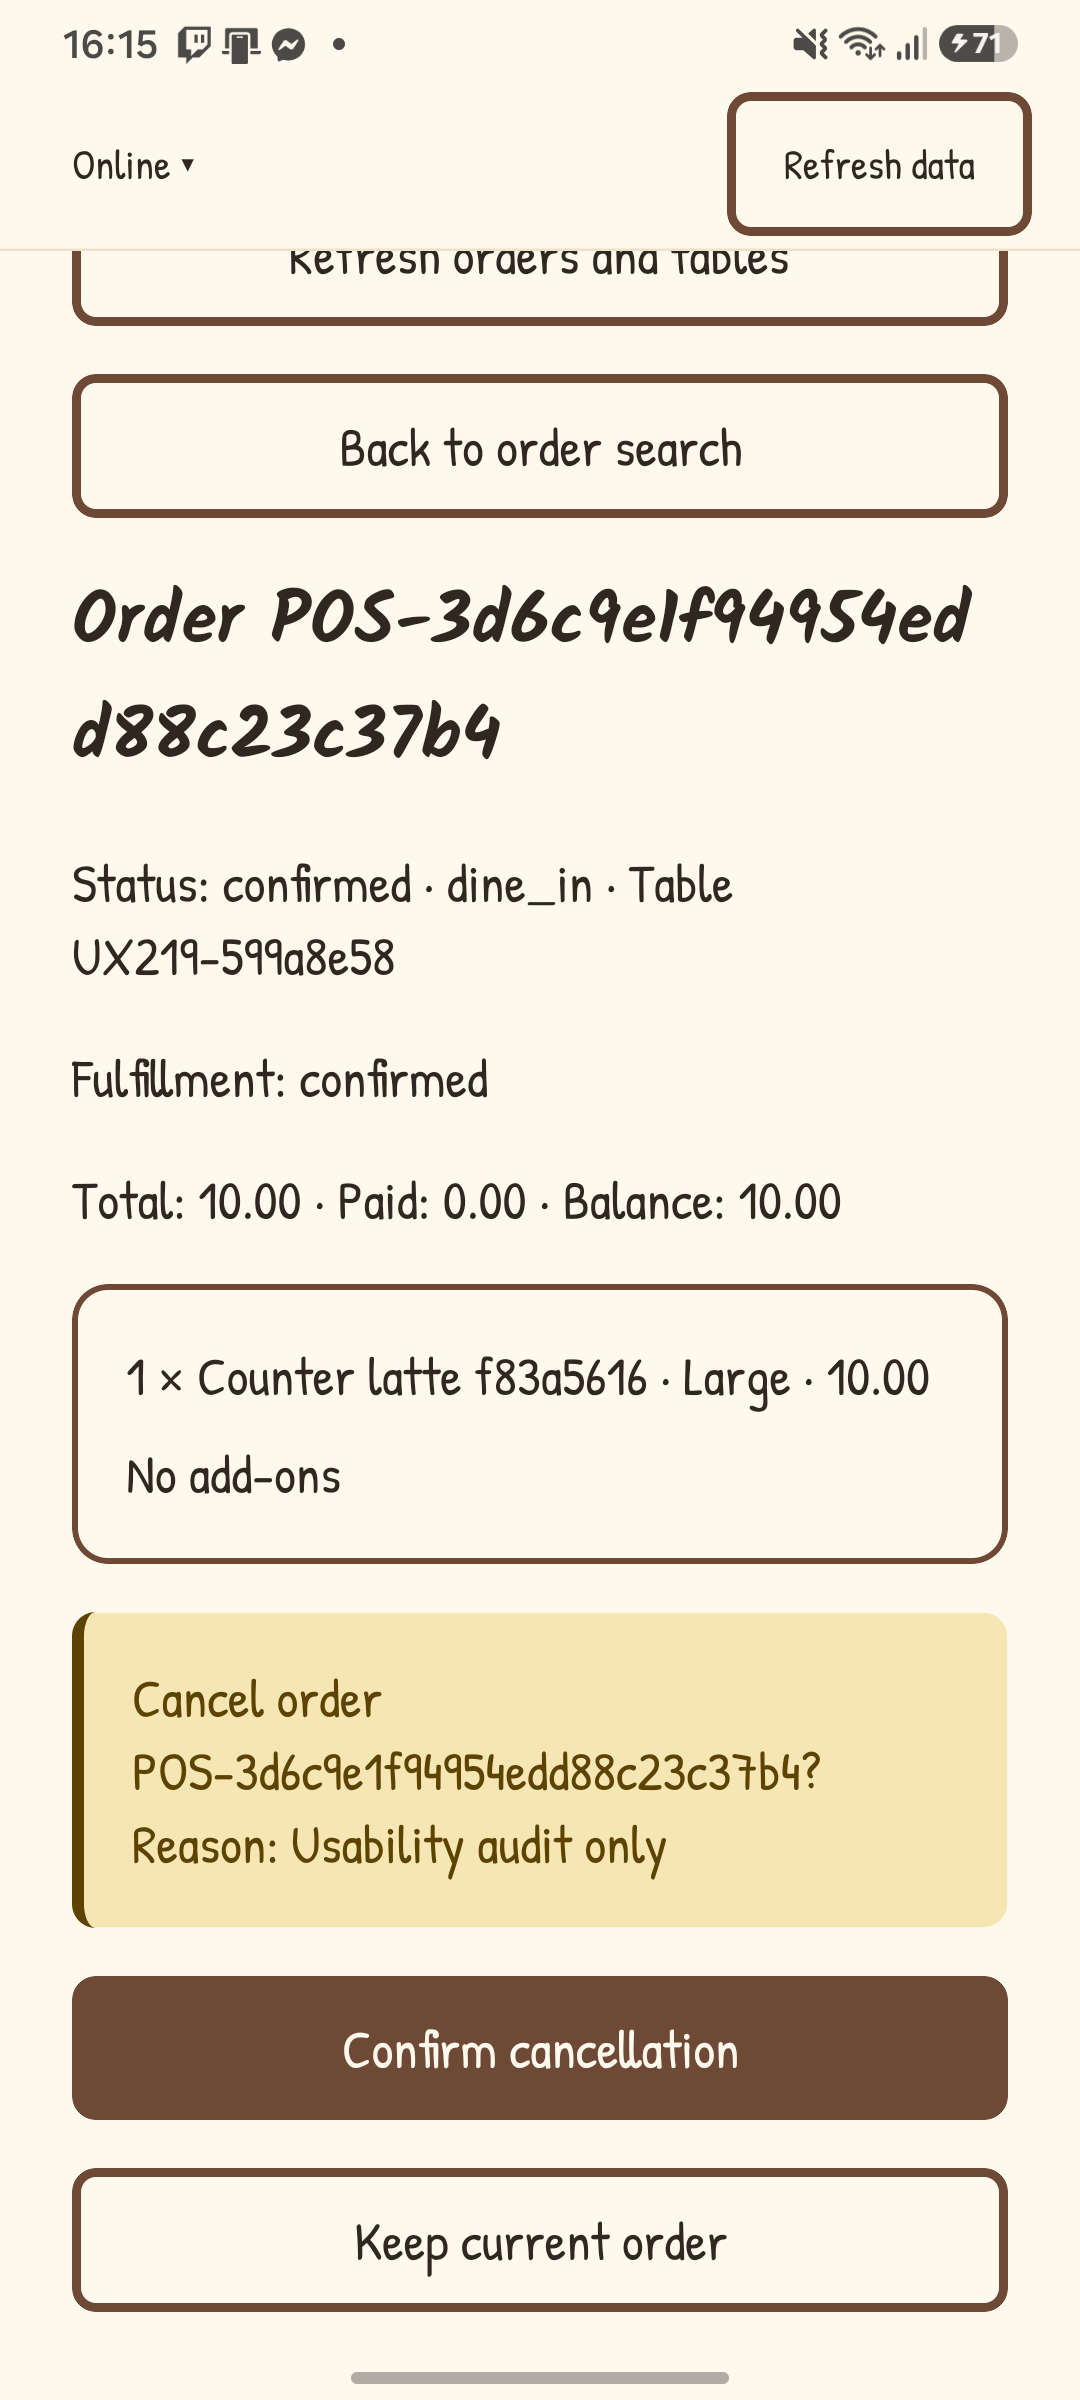 16:15
71
Online ▾
Refresh data
Refresh orders and tables
Back to order search
Order POS-3d6c9e1f94954ed
d88c23c37b4
Status: confirmed · dine_in · Table
UX219-599a8e58
Fulfillment: confirmed
Total: 10.00 · Paid: 0.00 · Balance: 10.00
1 × Counter latte f83a5616 · Large · 10.00
No add-ons
Cancel order
POS-3d6c9e1f94954edd88c23c37b4?
Reason: Usability audit only
Confirm cancellation
Keep current order